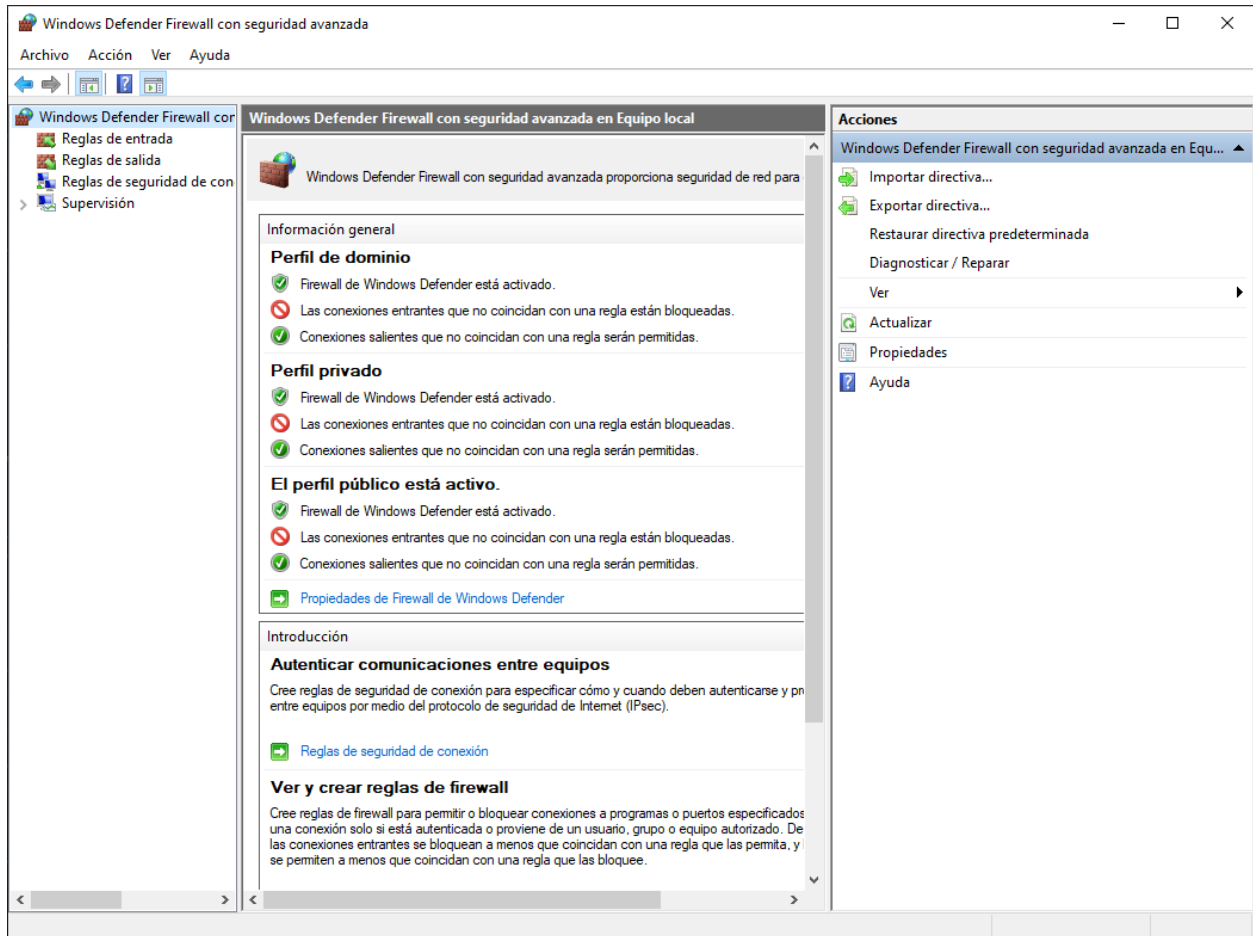 Windows Defender Firewall con seguridad avanzada
Archivo Acción Ver Ayuda
Windows Defender Firewall con
Reglas de entrada
Reglas de salida
Reglas de seguridad de con
Supervisión
Windows Defender Firewall con seguridad avanzada en Equipo local
Windows Defender Firewall con seguridad avanzada proporciona seguridad de red para
Información general
Perfil de dominio
Firewall de Windows Defender está activado.
Las conexiones entrantes que no coincidan con una regla están bloqueadas.
Conexiones salientes que no coincidan con una regla serán permitidas.
Perfil privado
Firewall de Windows Defender está activado.
Las conexiones entrantes que no coincidan con una regla están bloqueadas.
Conexiones salientes que no coincidan con una regla serán permitidas.
El perfil público está activo.
Firewall de Windows Defender está activado.
Las conexiones entrantes que no coincidan con una regla están bloqueadas.
Conexiones salientes que no coincidan con una regla serán permitidas.
Propiedades de Firewall de Windows Defender
Introducción
Autenticar comunicaciones entre equipos
Cree reglas de seguridad de conexión para especificar cómo y cuando deben autenticarse y pr
entre equipos por medio del protocolo de seguridad de Internet (IPsec).
Reglas de seguridad de conexión
Ver y crear reglas de firewall
Cree reglas de firewall para permitir o bloquear conexiones a programas o puertos especificados
una conexión solo si está autenticada o proviene de un usuario, grupo o equipo autorizado. De
las conexiones entrantes se bloquean a menos que coincidan con una regla que las permita, y
se permiten a menos que coincidan con una regla que las bloquee.
Acciones
Windows Defender Firewall con seguridad avanzada en Equ...
Importar directiva...
Exportar directiva...
Restaurar directiva predeterminada
Diagnosticar / Reparar
Ver
Actualizar
Propiedades
Ayuda